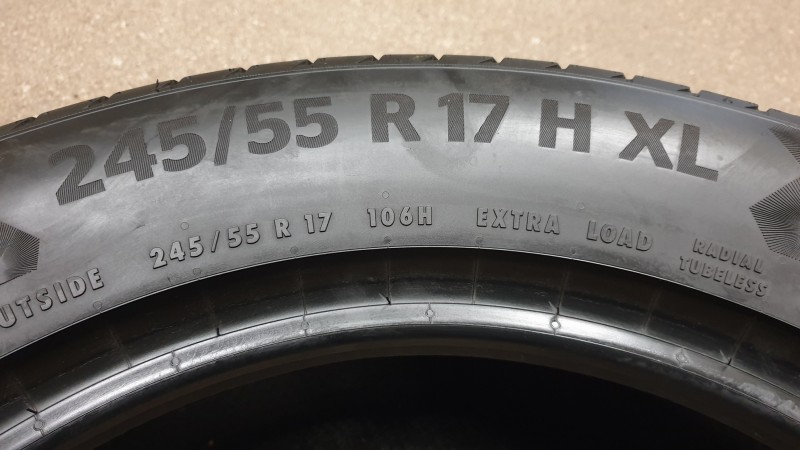 245/55 R 17 H XL
UTSIDE 245/55 R 17 106H EXTRA LOAD RADIAL
TUBELESS